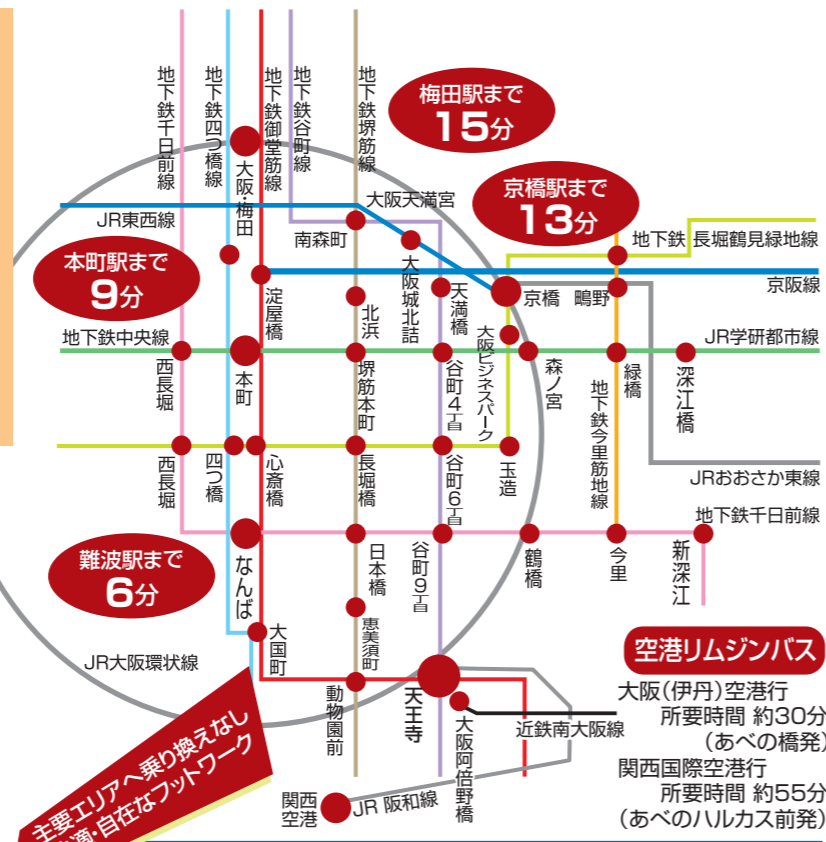 地下鉄千日前線
地下鉄四つ橋線
地下鉄御堂筋線
地下鉄谷町線
地下鉄堺筋線
梅田駅まで
15分
京橋駅まで
13分
本町駅まで
9分
難波駅まで
6分
大阪・梅田
大阪天満宮
JR東西線
南森町
地下鉄 長堀鶴見緑地線
大阪城北詰
天満橋
京橋
鴫野
京阪線
淀屋橋
北浜
大阪ビジネスパーク
地下鉄中央線
JR学研都市線
西長堀
本町
堺筋本町
谷町4丁目
森ノ宮
緑橋
深江橋
地下鉄今里筋地線
西長堀
四つ橋
心斎橋
長堀橋
谷町6丁目
玉造
JRおおさか東線
地下鉄千日前線
なんば
日本橋
谷町9丁目
鶴橋
今里
新深江
大国町
恵美須町
JR大阪環状線
動物園前
天王寺
大阪阿倍野橋
近鉄南大阪線
関西
空港
JR 阪和線
空港リムジンバス
大阪(伊丹)空港行
所要時間 約30分
(あべの橋発)
関西国際空港行
所要時間 約55分
(あべのハルカス前発)
主要エリアへ乗り換えなし
適・自在なフットワーク